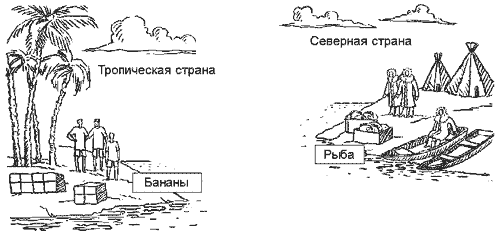 Тропическая страна
Бананы
Северная страна
Рыба